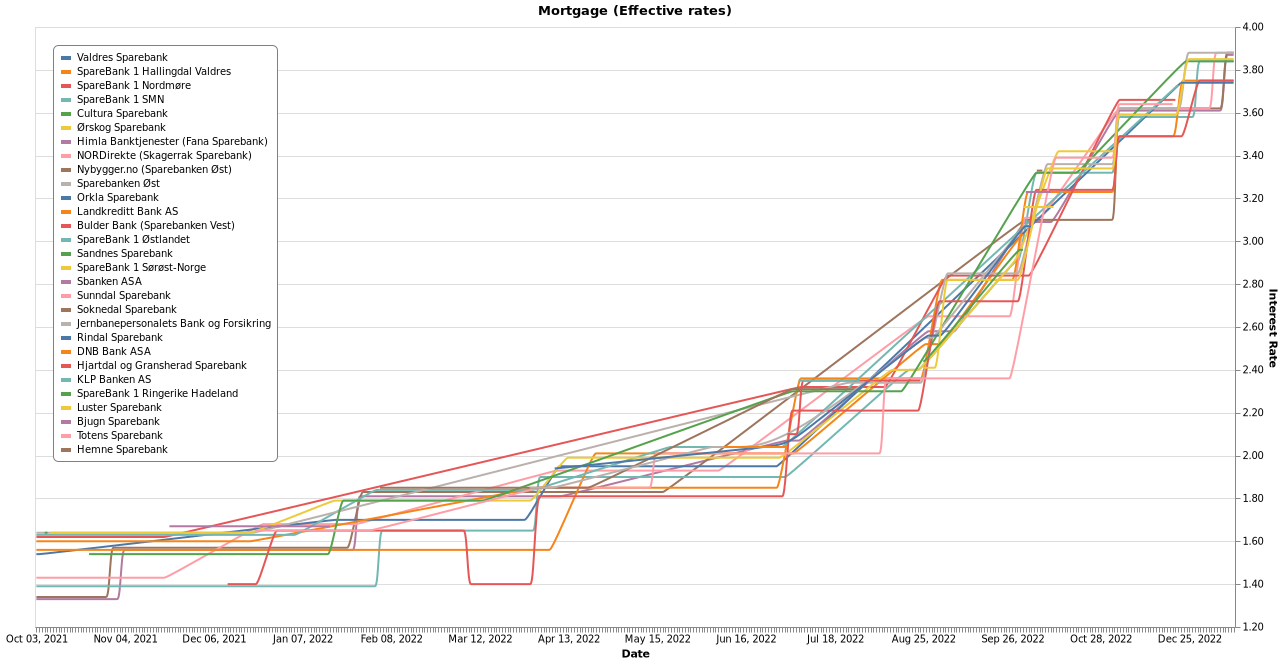 Mortgage (Effective rates)
Valdres Sparebank
SpareBank 1 Hallingdal Valdres
SpareBank 1 Nordmøre
SpareBank 1 SMN
Cultura Sparebank
Ørskog Sparebank
Himla Banktjenester (Fana Sparebank)
NORDirekte (Skagerrak Sparebank)
Nybygger.no (Sparebanken Øst)
Sparebanken Øst
Orkla Sparebank
Landkreditt Bank AS
Bulder Bank (Sparebanken Vest)
SpareBank 1 Østlandet
Sandnes Sparebank
SpareBank 1 Sørøst-Norge
Sbanken ASA
Sunndal Sparebank
Soknedal Sparebank
Jernbanepersonalets Bank og Forsikring
Rindal Sparebank
DNB Bank ASA
Hjartdal og Gransherad Sparebank
KLP Banken AS
SpareBank 1 Ringerike Hadeland
Luster Sparebank
Bjugn Sparebank
Totens Sparebank
Hemne Sparebank
4.00
3.80
3.60
3.40
3.20
3.00
2.80
2.60
2.40
2.20
2.00
1.80
1.60
1.40
1.20
Interest Rate
Oct 03, 2021 Nov 04, 2021 Dec 06, 2021 Jan 07, 2022 Feb 08, 2022 Mar 12, 2022 Apr 13, 2022 May 15, 2022 Jun 16, 2022 Jul 18, 2022 Aug 25, 2022 Sep 26, 2022 Oct 28, 2022 Dec 25, 2022
Date